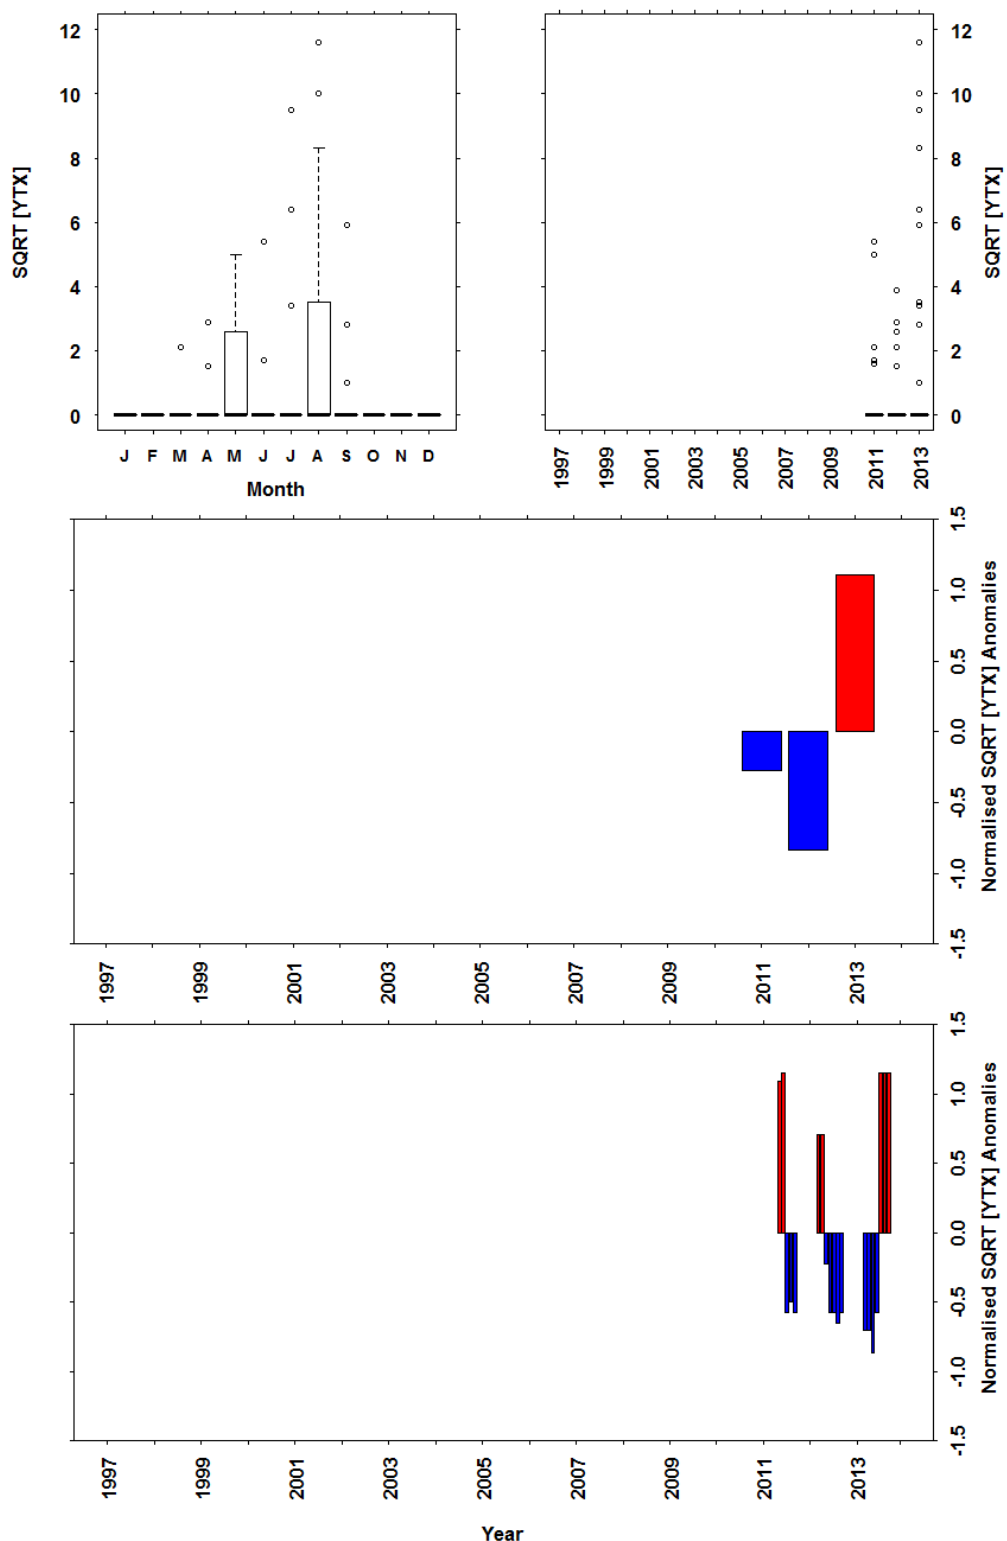 12
10
8
6
4
2
0
SQRT [YTX]
J F M A M J J A S O N D
Month
12
10
8
6
4
2
0
SQRT [YTX]
1997 1999 2001 2003 2005 2007 2009 2011 2013
1.5
1.0
0.5
0.0
-0.5
-1.0
-1.5
Normalised SQRT [YTX] Anomalies
1997 1999 2001 2003 2005 2007 2009 2011 2013
1.5
1.0
0.5
0.0
-0.5
-1.0
-1.5
Normalised SQRT [YTX] Anomalies
1997 1999 2001 2003 2005 2007 2009 2011 2013
Year